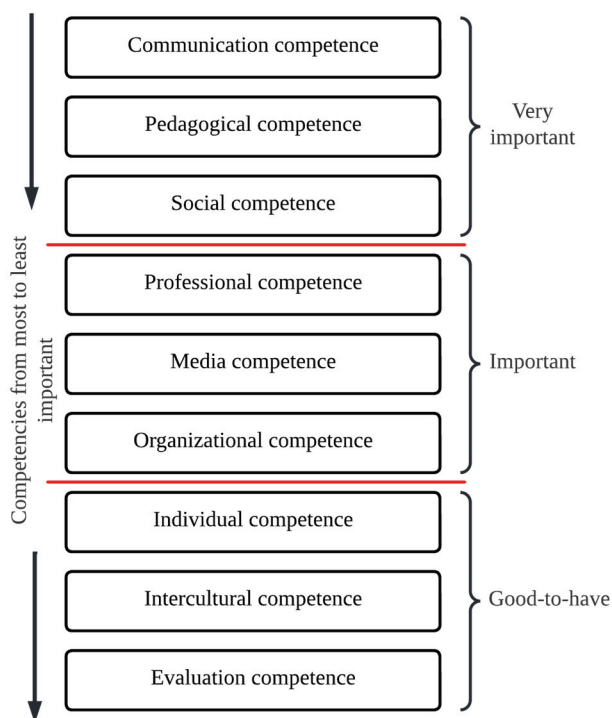 Communication competence
Pedagogical competence
Social competence
Very
important
Professional competence
Media competence
Organizational competence
Important
Individual competence
Intercultural competence
Evaluation competence
Good-to-have
Competencies from most to least
important